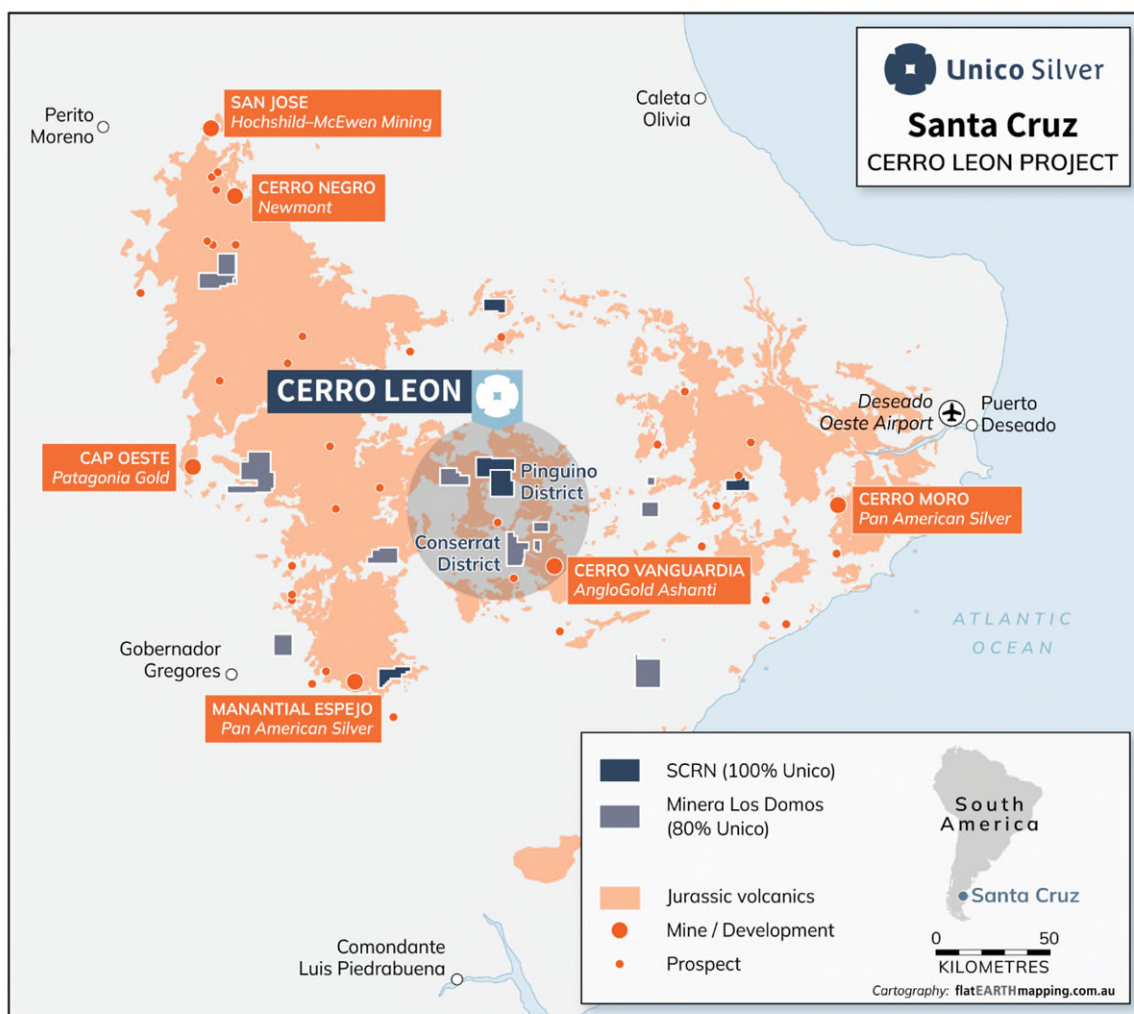 Unico Silver
Santa Cruz
CERRO LEON PROJECT
Perito
Moreno
SAN JOSE
Hochshild–McEwen Mining
Caleta
Olivia
CERRO NEGRO
Newmont
CERRO LEON
Deseado
Oeste Airport
Puerto
Deseado
CAP OESTE
Patagonia Gold
Pinguino
District
CERRO MORO
Pan American Silver
Conserrat
District
CERRO VANGUARDIA
AngloGold Ashanti
ATLANTIC
OCEAN
Gobernador
Gregores
MANANTIAL ESPEJO
Pan American Silver
SCRN (100% Unico)
Minera Los Domos
(80% Unico)
Jurassic volcanics
Mine / Development
Prospect
South
America
Santa Cruz
0 50
KILOMETRES
Cartography: flatEARTHmapping.com.au
Comondante
Luis Piedrabuena